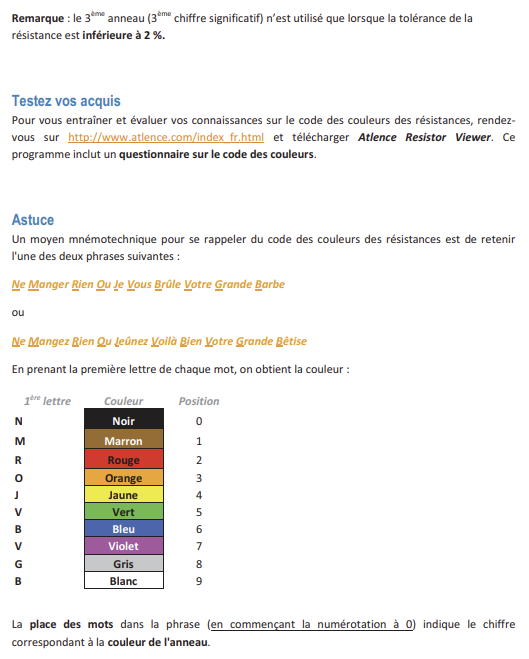 Remarque : le 3ème anneau (3ème chiffre significatif) n’est utilisé que lorsque la tolérance de la
résistance est inférieure à 2 %.
Testez vos acquis
Pour vous entraîner et évaluer vos connaissances sur le code des couleurs des résistances, rendez-
vous sur http://www.atlence.com/index_fr.html et télécharger Atlence Resistor Viewer. Ce
programme inclut un questionnaire sur le code des couleurs.
Astuce
Un moyen mnémotechnique pour se rappeler du code des couleurs des résistances est de retenir
l'une des deux phrases suivantes :
Ne Manger Rien Ou Je Vous Brûle Votre Grande Barbe
ou
Ne Mangez Rien Ou Jeûnez Voilà Bien Votre Grande Bêtise
En prenant la première lettre de chaque mot, on obtient la couleur :
1ère lettre Couleur Position
N Noir 0
M Marron 1
R Rouge 2
O Orange 3
J Jaune 4
V Vert 5
B Bleu 6
V Violet 7
G Gris 8
B Blanc 9
La place des mots dans la phrase (en commençant la numérotation à 0) indique le chiffre
correspondant à la couleur de l'anneau.